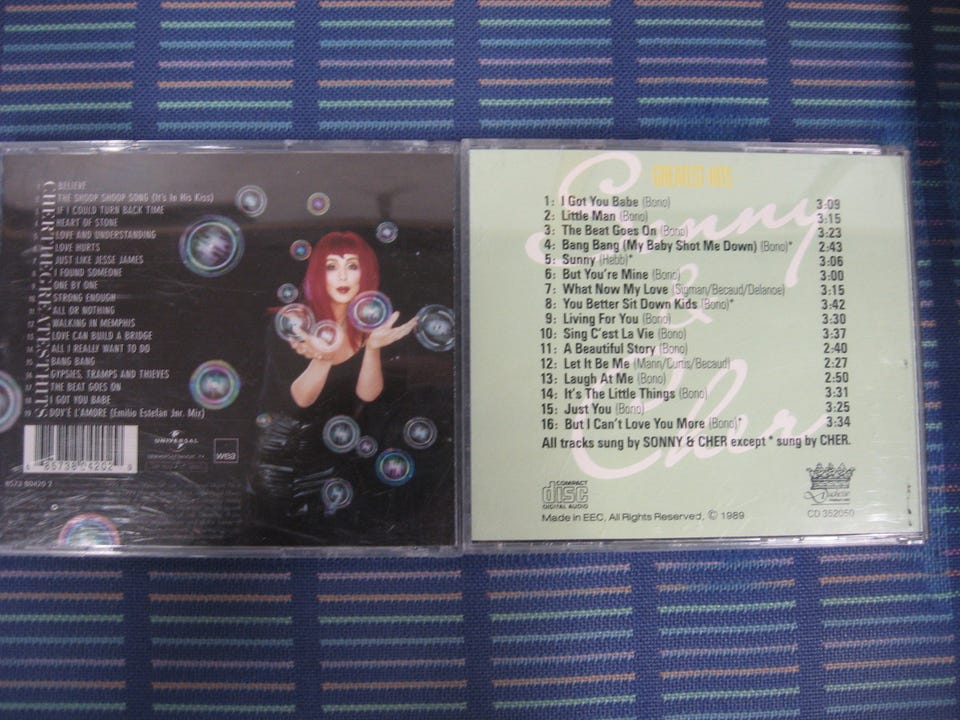 CHER: THE GREATEST HITS
BELIEVE
THE SHOOP SHOOP SONG (It's In His Kiss)
IF I COULD TURN BACK TIME
HEART OF STONE
LOVE AND UNDERSTANDING
LOVE HURTS
JUST LIKE JESSE JAMES
I FOUND SOMEONE
ONE BY ONE
STRONG ENOUGH
ALL OR NOTHING
WALKING IN MEMPHIS
LOVE CAN BUILD A BRIDGE
ALL I REALLY WANT TO DO
BANG BANG
GYPSIES, TRAMPS AND THIEVES
THE BEAT GOES ON
I GOT YOU BABE
DOV'È L'AMORE (Emilio Estefan Jnr. Mix)
UNIVERSAL
wea
8573 80420 2
Sonny & Cher
GREATEST HITS
1: I Got You Babe (Bono) 3:09
2: Little Man (Bono) 3:15
3: The Beat Goes On (Bono) 3:23
4: Bang Bang (My Baby Shot Me Down) (Bono)* 2:43
5: Sunny (Hebb)* 3:06
6: But You're Mine (Bono) 3:00
7: What Now My Love (Sigman/Becaud/Delanoe) 3:15
8: You Better Sit Down Kids (Bono)* 3:42
9: Living For You (Bono) 3:30
10: Sing C'est La Vie (Bono) 3:37
11: A Beautiful Story (Bono) 2:40
12: Let It Be Me (Mann/Curtis/Becaud) 2:27
13: Laugh At Me (Bono) 2:50
14: It's The Little Things (Bono) 3:31
15: Just You (Bono) 3:25
16: But I Can't Love You More (Bono)* 3:34
All tracks sung by SONNY & CHER except * sung by CHER.
COMPACT
disc
DIGITAL AUDIO
Duchesse
Made in EEC, All Rights Reserved, © 1989
CD 352050